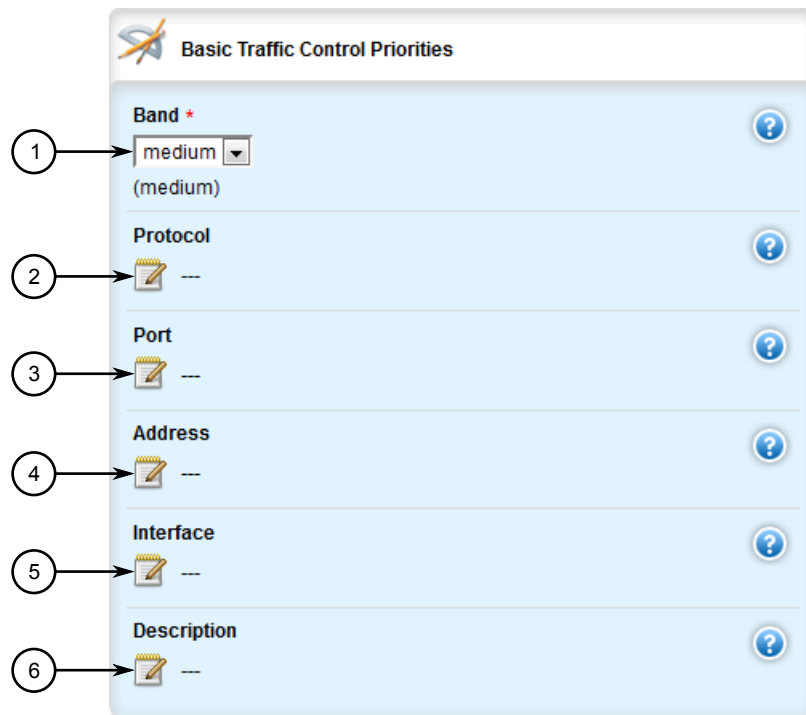 Basic Traffic Control Priorities
Band *
1
medium
(medium)
Protocol
2
---
Port
3
---
Address
4
---
Interface
5
---
Description
6
---